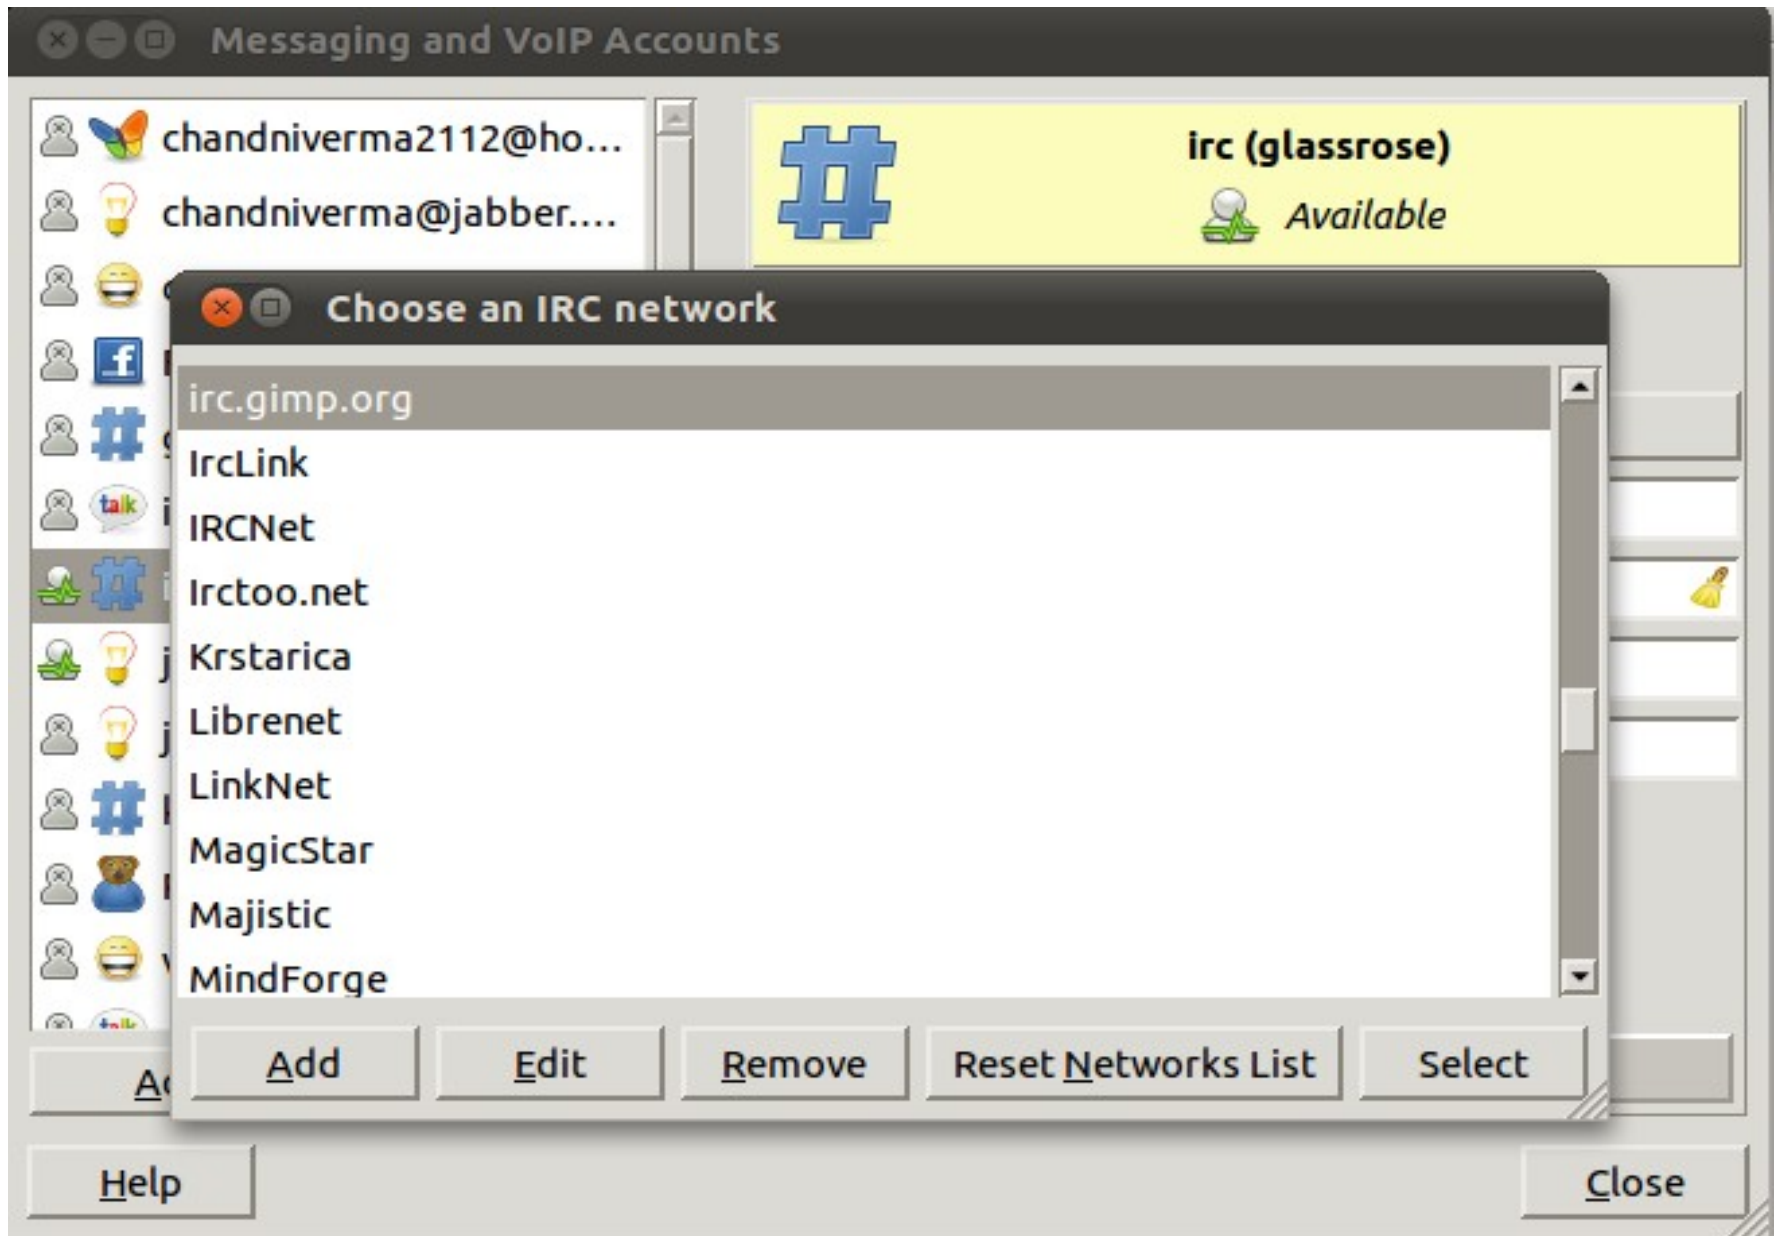 Messaging and VoIP Accounts
chandniverma2112@ho...
chandniverma@jabber....
irc (glassrose)
Available
Choose an IRC network
irc.gimp.org
IrcLink
IRCNet
Irctoo.net
Krstarica
Librenet
LinkNet
MagicStar
Majistic
MindForge
talk
Add Edit Remove Reset Networks List Select
Help Close